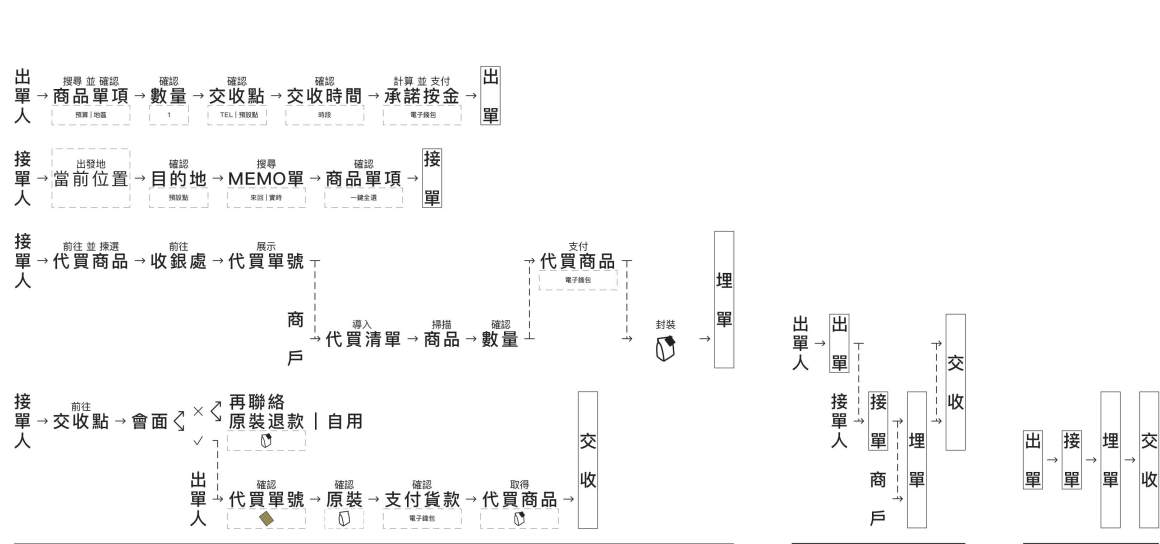 出單人
搜尋 並 確認
商品單項
預算 | 地區
確認
數量
1
確認
交收點
TEL | 預設點
確認
交收時間
時段
計算 並 支付
承諾按金
電子錢包
出單
接單人
出發地
當前位置
確認
目的地
預設點
搜尋
MEMO單
來回 | 實時
確認
商品單項
一鍵全選
接單
接單人
前往 並 揀選
代買商品
前往
收銀處
展示
代買單號
商戶
導入
代買清單
掃描
商品
確認
數量
支付
代買商品
電子錢包
封裝
埋單
接單人
前往
交收點
會面
再聯絡
原裝退款 | 自用
出單人
確認
代買單號
確認
原裝
確認
支付貨款
電子錢包
取得
代買商品
交收
出單人
出單
接單人
接單
商戶
埋單
交收
出單
接單
埋單
交收